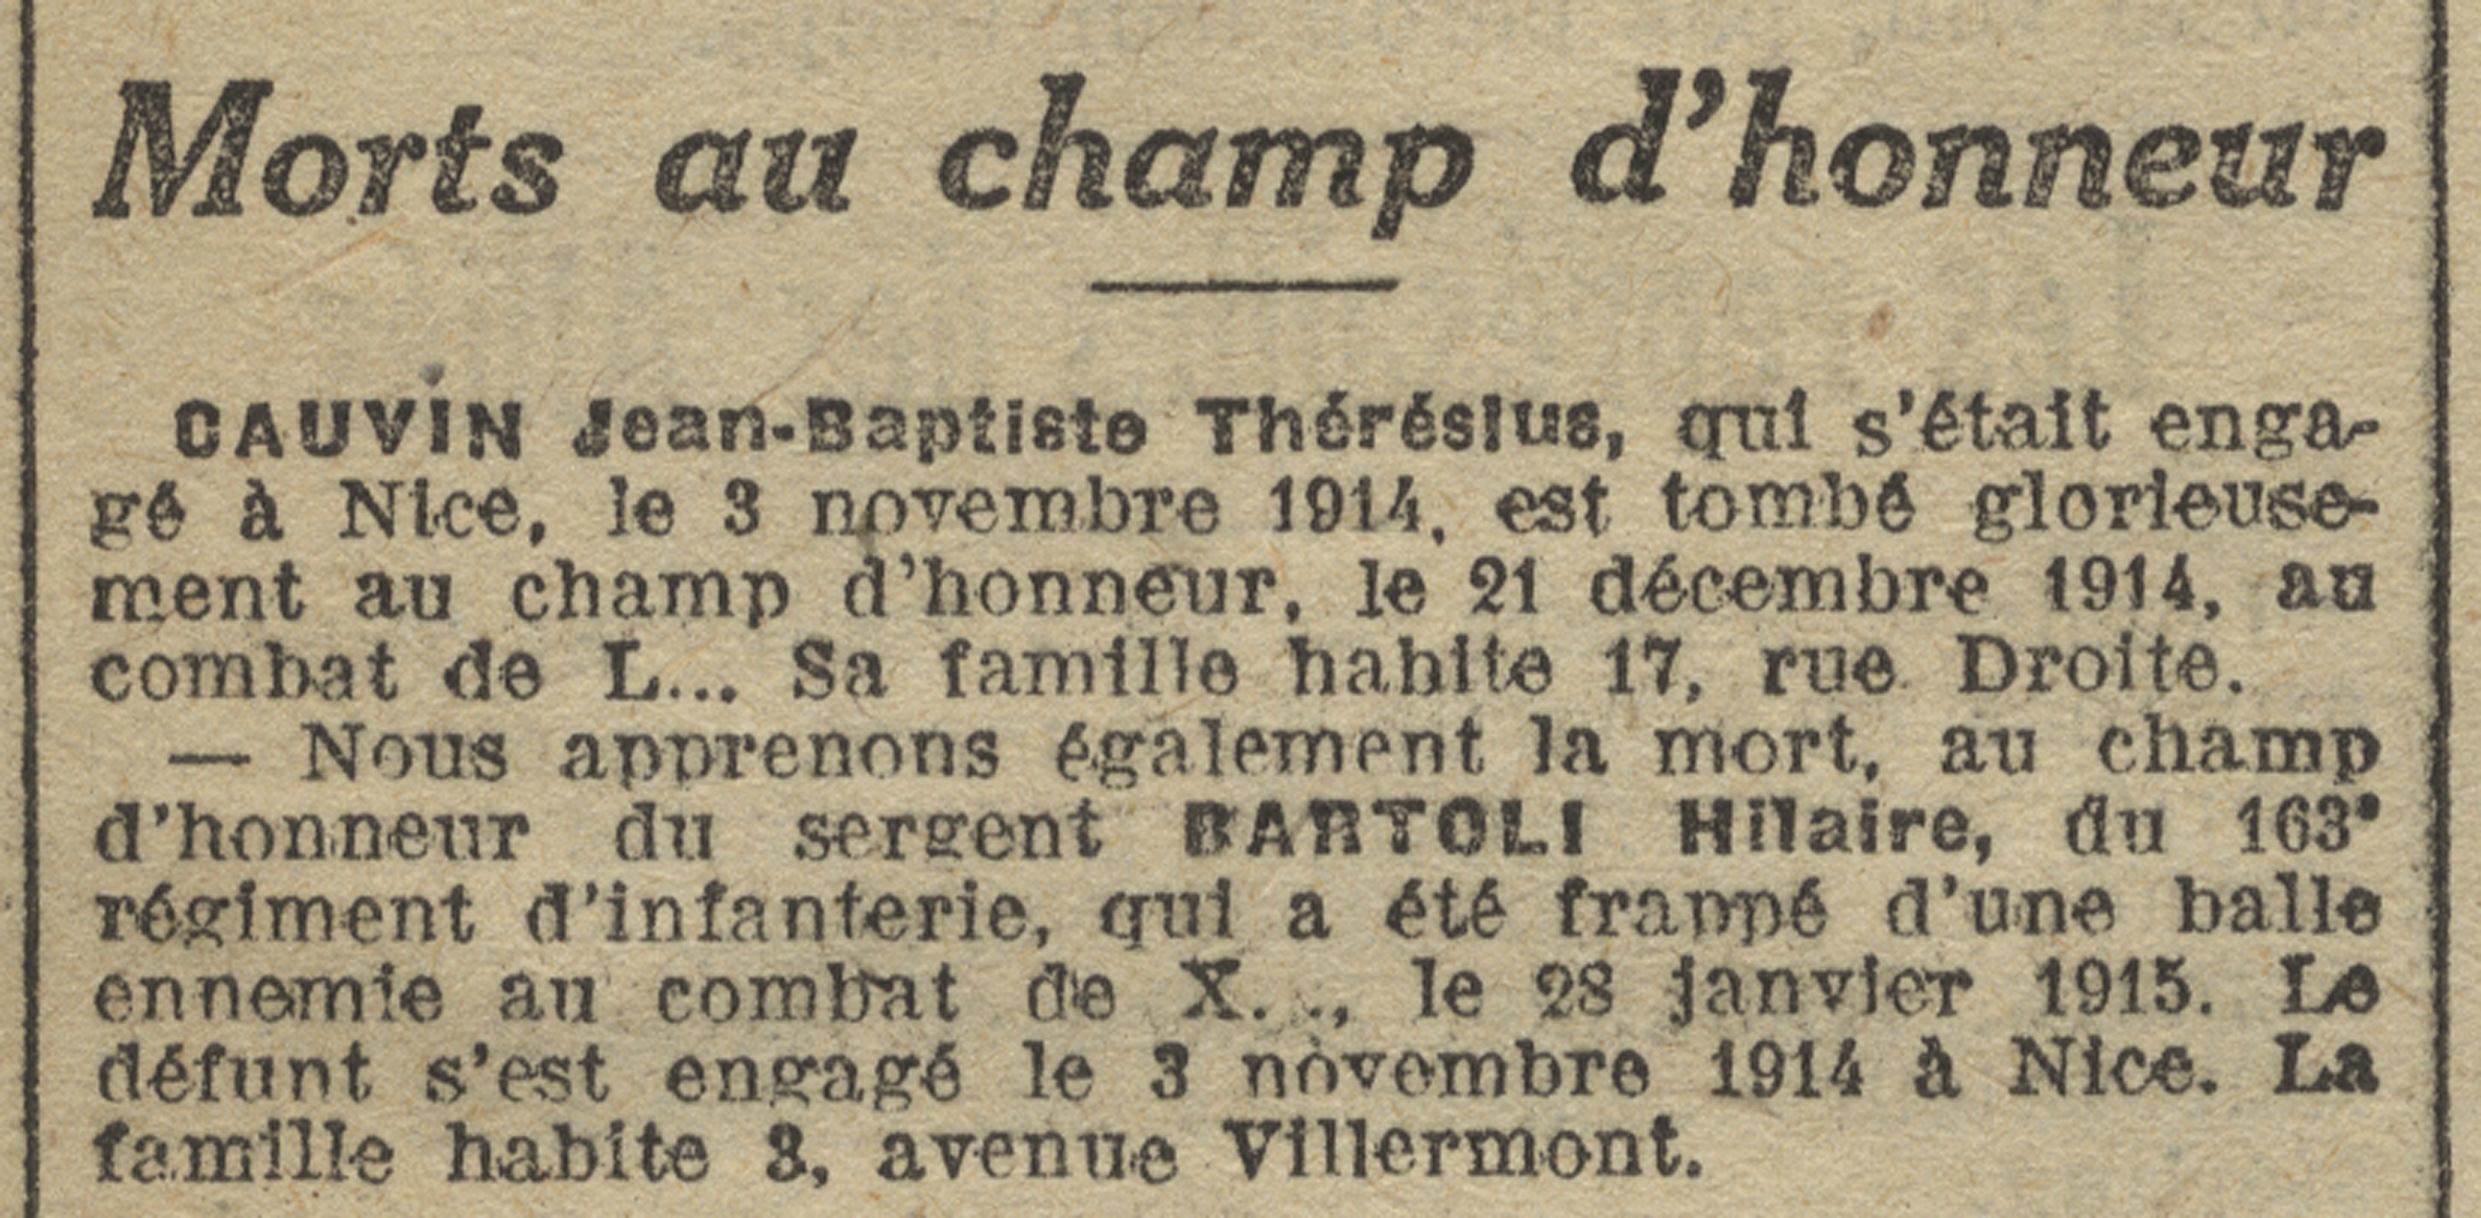 Morts au champ d'honneur
CAUVIN Jean-Baptiste Thérésius, qui s'était enga-
gé à Nice, le 3 novembre 1914, est tombé glorieuse-
ment au champ d'honneur, le 21 décembre 1914, au
combat de L... Sa famille habite 17, rue Droite.
— Nous apprenons également la mort, au champ
d'honneur du sergent BARTOLI Hilaire, du 163e
régiment d'infanterie, qui a été frappé d'une balle
ennemie au combat de X..., le 28 janvier 1915. Le
défunt s'est engagé le 3 novembre 1914 à Nice. La
famille habite 3, avenue Villermont.